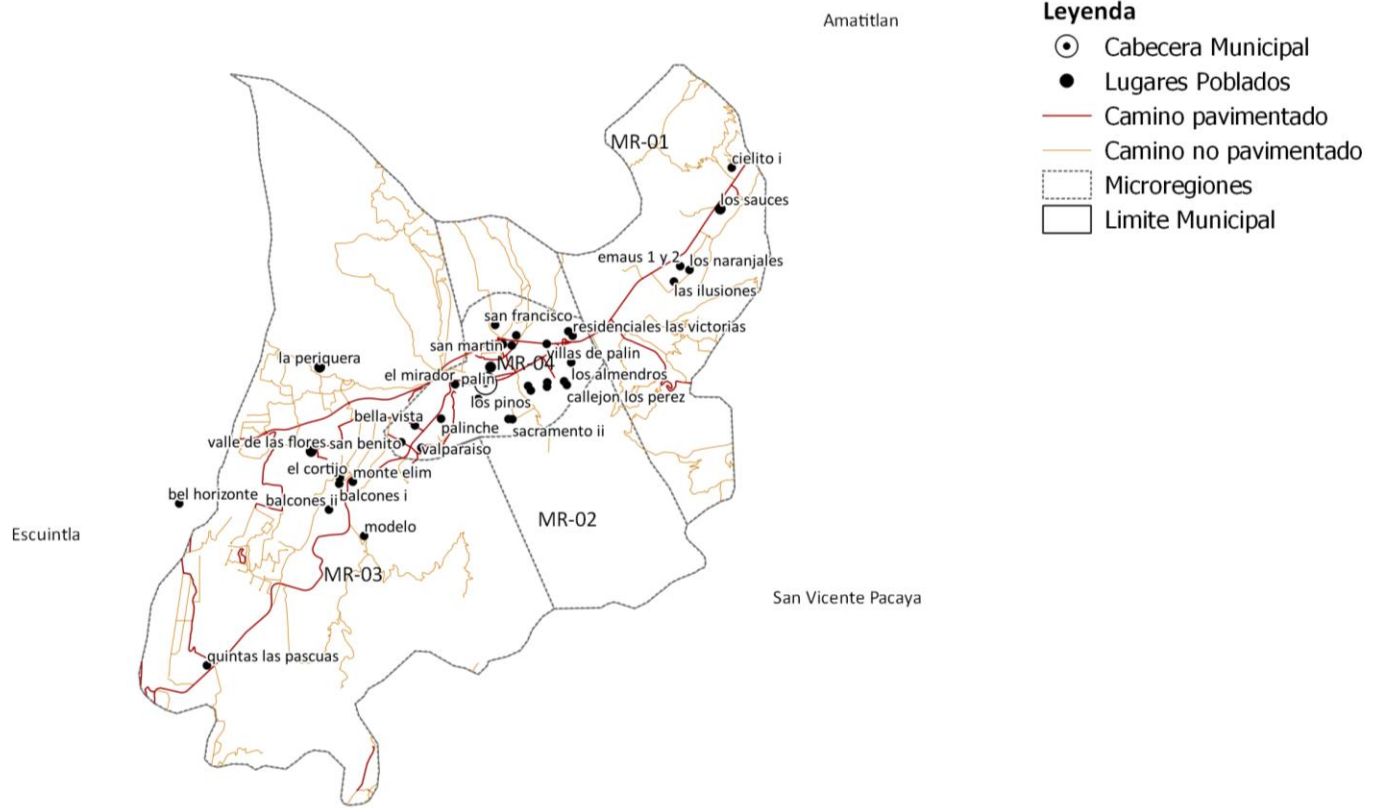 Amatitlan
Leyenda
Cabecera Municipal
Lugares Poblados
Camino pavimentado
Camino no pavimentado
Microregiones
Limite Municipal
MR-01
cielito i
los sauces
emaus 1 y 2
los naranjales
las ilusiones
san francisco
residenciales las victorias
san martin
villas de palin
MR-04
la periquera
el mirador
palin
los almendros
los pinos
callejon los perez
bella vista
palinche
sacramento ii
valle de las flores
san benito
valparaiso
el cortijo
monte elim
bel horizonte
balcones ii
balcones i
modelo
MR-02
Escuintla
MR-03
San Vicente Pacaya
quintas las pascuas